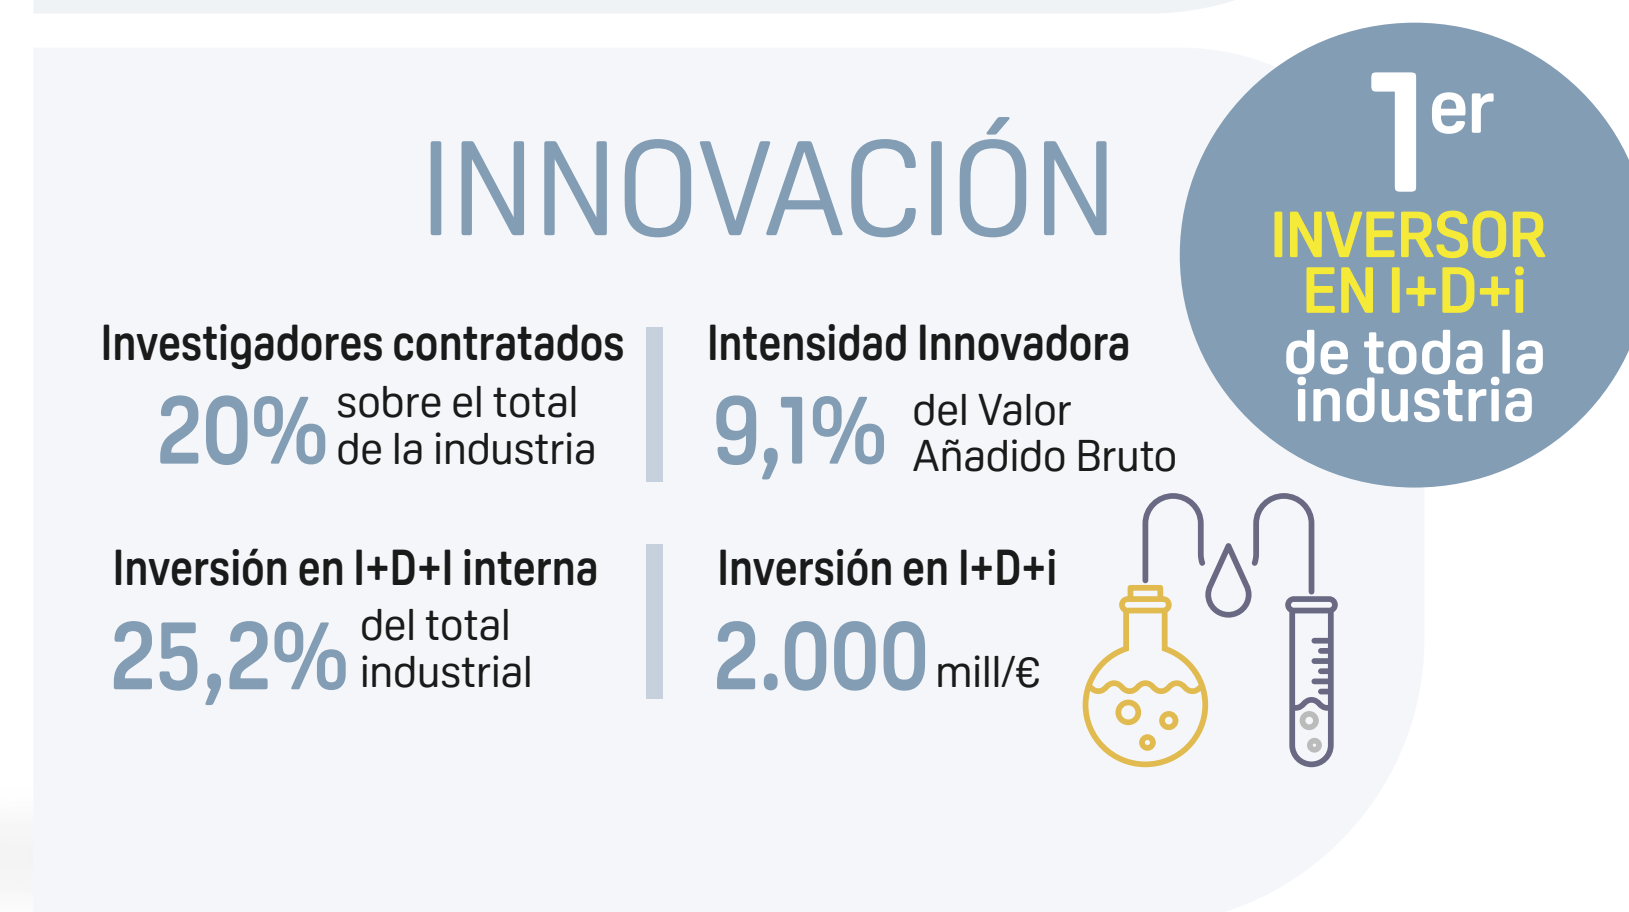 INNOVACIÓN
1er
INVERSOR
EN I+D+i
de toda la
industria
Investigadores contratados
20% sobre el total
de la industria
Intensidad Innovadora
9,1% del Valor
Añadido Bruto
Inversión en I+D+I interna
25,2% del total
industrial
Inversión en I+D+i
2.000 mill/€